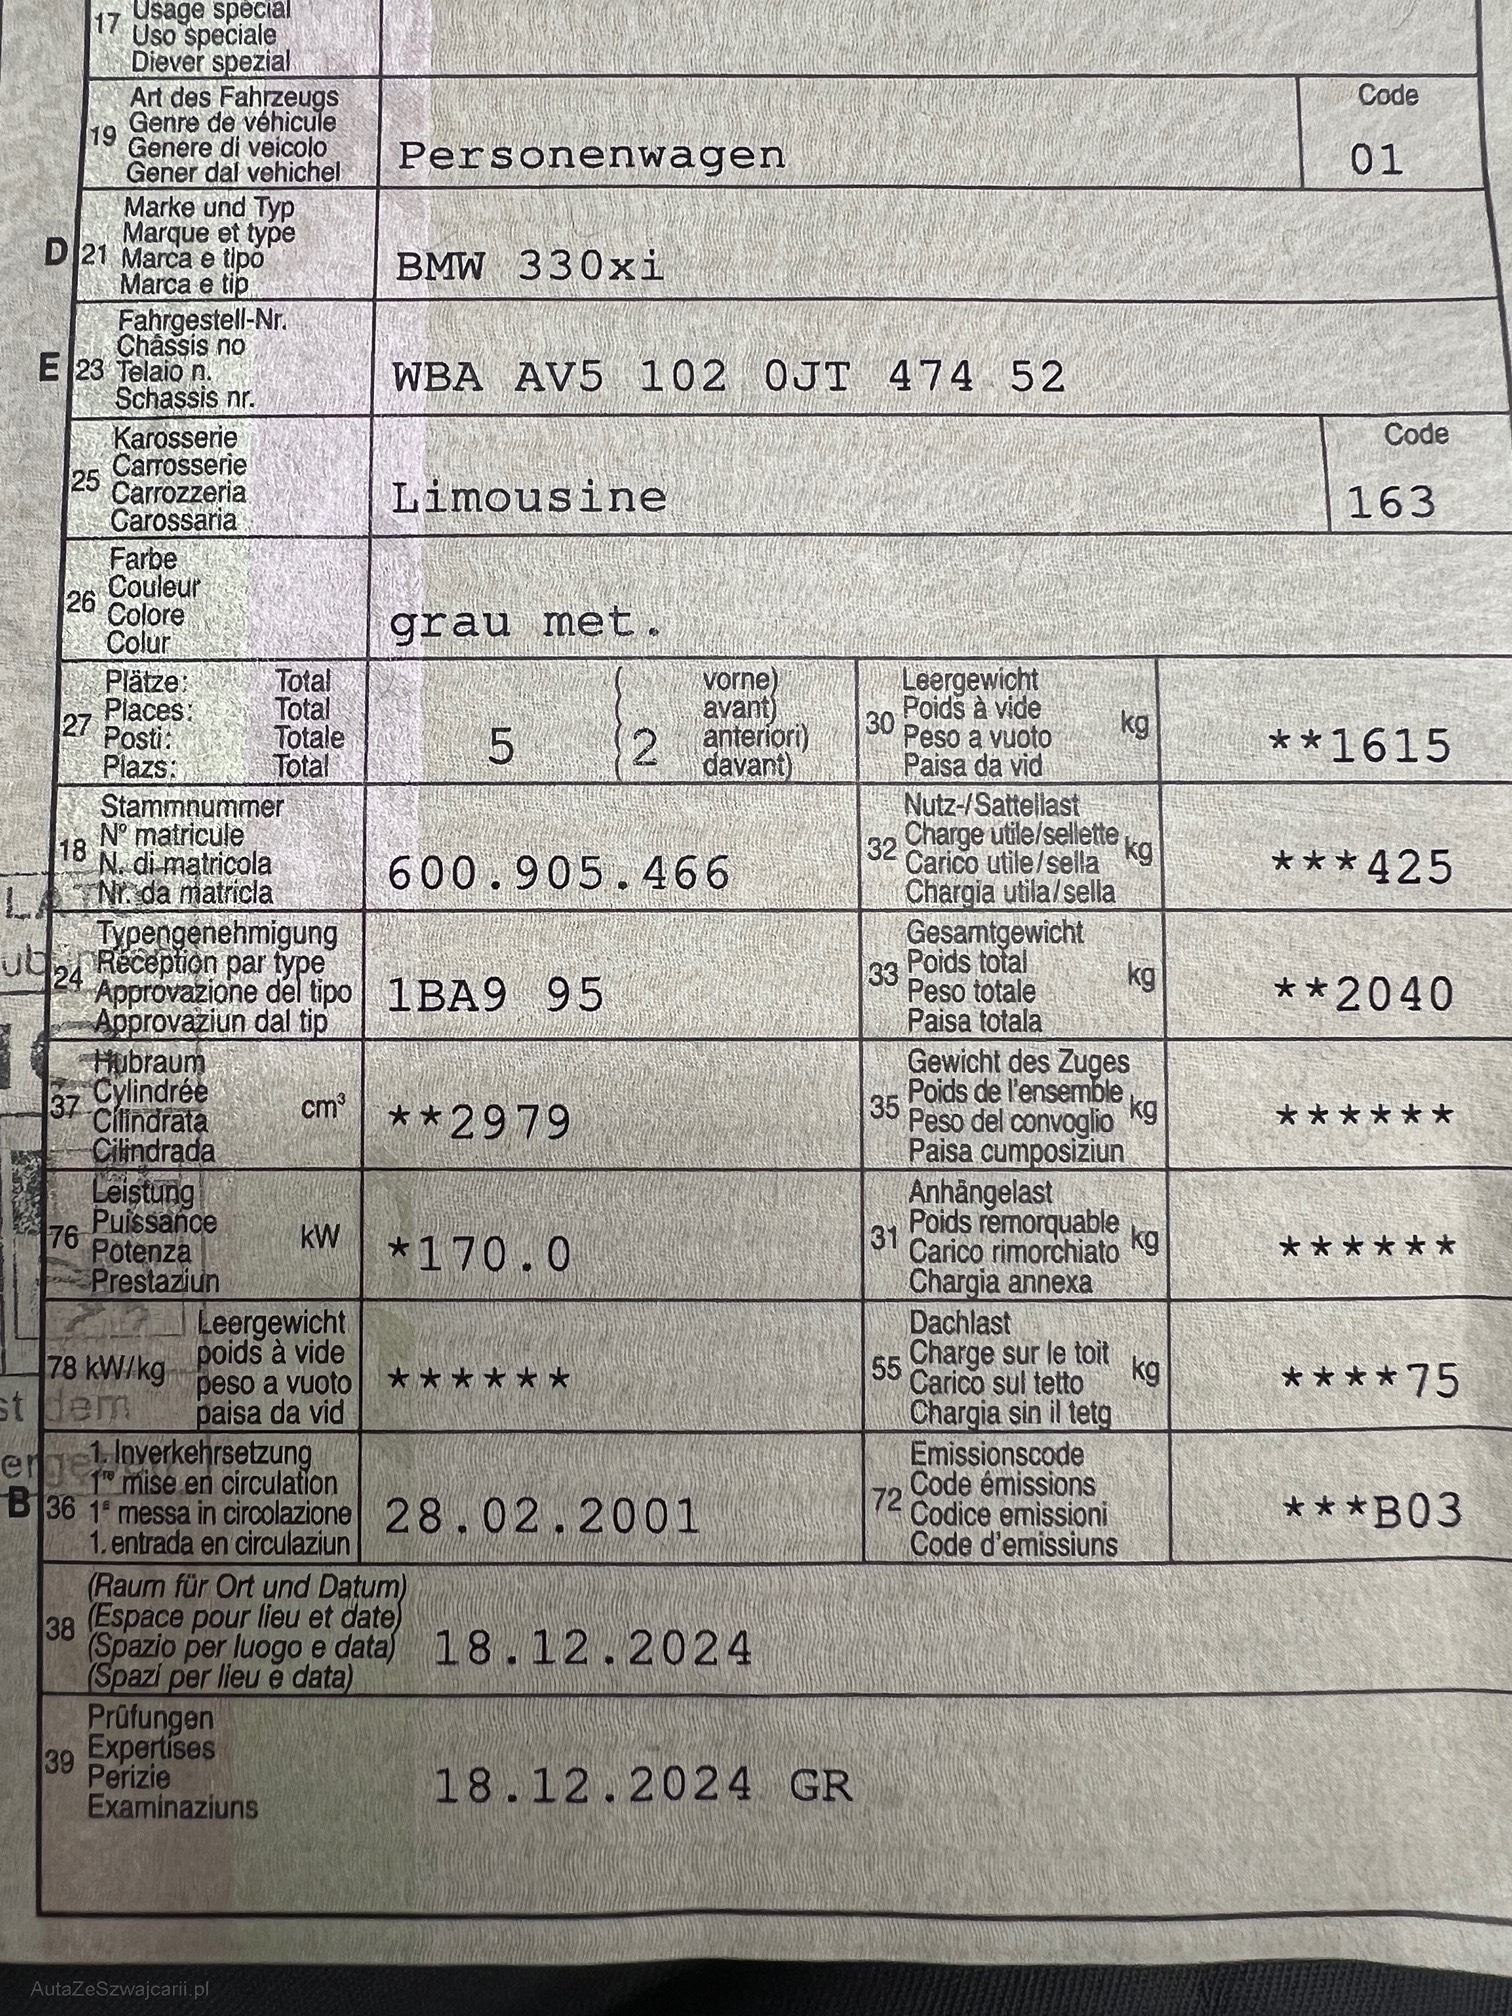 17 Usage spécial
Uso speciale
Diever spezial
Art des Fahrzeugs
Genre de véhicule
19 Genere di veicolo
Gener dal vehichel
Personenwagen
Code
01
Marke und Typ
Marque et type
D 21 Marca e tipo
Marca e tip
BMW 330xi
Fahrgestell-Nr.
Châssis no
E 23 Telaio n.
Schassis nr.
WBA AV5 102 0JT 474 52
Karosserie
Carrosserie
25 Carrozzeria
Carossaria
Limousine
Code
163
Farbe
Couleur
26 Colore
Colur
grau met.
Plätze: Total
27 Places: Total
Posti: Totale
Plazs: Total
5 ( 2
vorne)
avant)
anteriori)
davant)
Leergewicht
30 Poids à vide kg
Peso a vuoto
Paisa da vid
**1615
Stammnummer
18 Nº matricule
N. di matricola
Nr. da matricla
600.905.466
Nutz-/Sattellast
32 Charge utile/sellette kg
Carico utile/sella
Chargia utila/sella
***425
Typengenehmigung
24 Réception par type
Approvazione del tipo
Approvaziun dal tip
1BA9 95
Gesamtgewicht
33 Poids total kg
Peso totale
Paisa totala
**2040
Hubraum
37 Cylindrée cm³
Cilindrata
Cilindrada
**2979
Gewicht des Zuges
35 Poids de l'ensemble kg
Peso del convoglio
Paisa cumposiziun
******
Leistung
76 Puissance kW
Potenza
Prestaziun
*170.0
Anhängelast
31 Poids remorquable kg
Carico rimorchiato
Chargia annexa
******
Leergewicht
78 kW/kg poids à vide
peso a vuoto
paisa da vid
******
Dachlast
55 Charge sur le toit kg
Carico sul tetto
Chargia sin il tetg
****75
1. Inverkehrsetzung
B 36 1re mise en circulation
1a messa in circolazione
1. entrada en circulaziun
28.02.2001
Emissionscode
72 Code émissions
Codice emissioni
Code d'emissiuns
***B03
(Raum für Ort und Datum)
38 (Espace pour lieu et date)
(Spazio per luogo e data)
(Spazi per lieu e data)
18.12.2024
Prüfungen
39 Expertises
Perizie
Examinaziuns
18.12.2024 GR
st dem
AutaZeSzwajcarii.pl